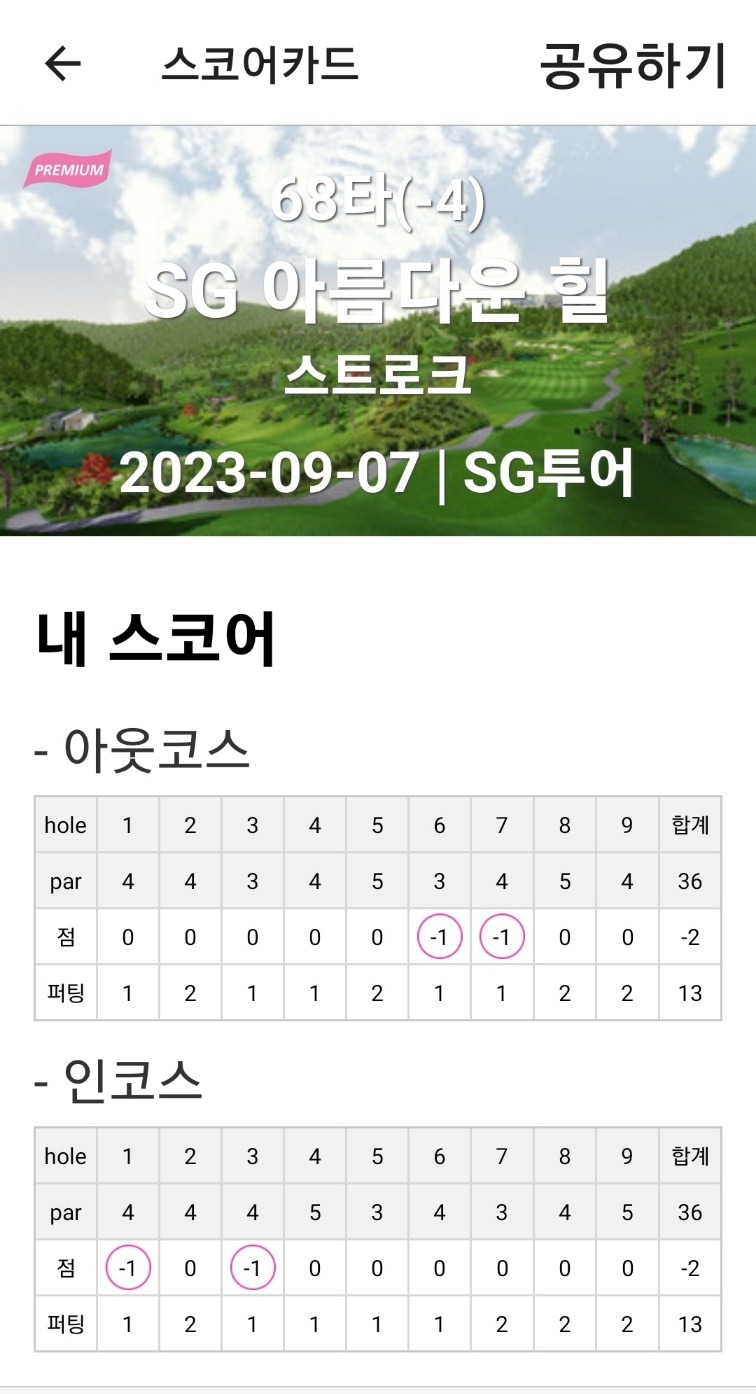 스코어카드 공유하기
PREMIUM
68타(-4)
SG 아름다운 힐
스트로크
2023-09-07 | SG투어
내 스코어
- 아웃코스
hole 1 2 3 4 5 6 7 8 9 합계
par 4 4 3 4 5 3 4 5 4 36
점 0 0 0 0 0 -1 -1 0 0 -2
퍼팅 1 2 1 1 2 1 1 2 2 13
- 인코스
hole 1 2 3 4 5 6 7 8 9 합계
par 4 4 4 5 3 4 3 4 5 36
점 -1 0 -1 0 0 0 0 0 0 -2
퍼팅 1 2 1 1 1 1 2 2 2 13